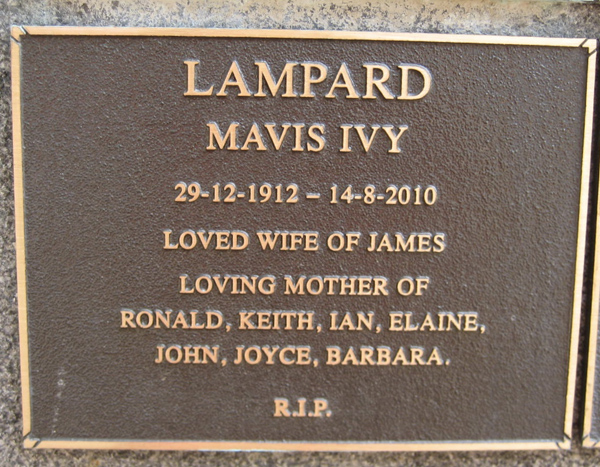 LAMPARD
MAVIS IVY
29-12-1912 – 14-8-2010
LOVED WIFE OF JAMES
LOVING MOTHER OF
RONALD, KEITH, IAN, ELAINE,
JOHN, JOYCE, BARBARA.
R.I.P.